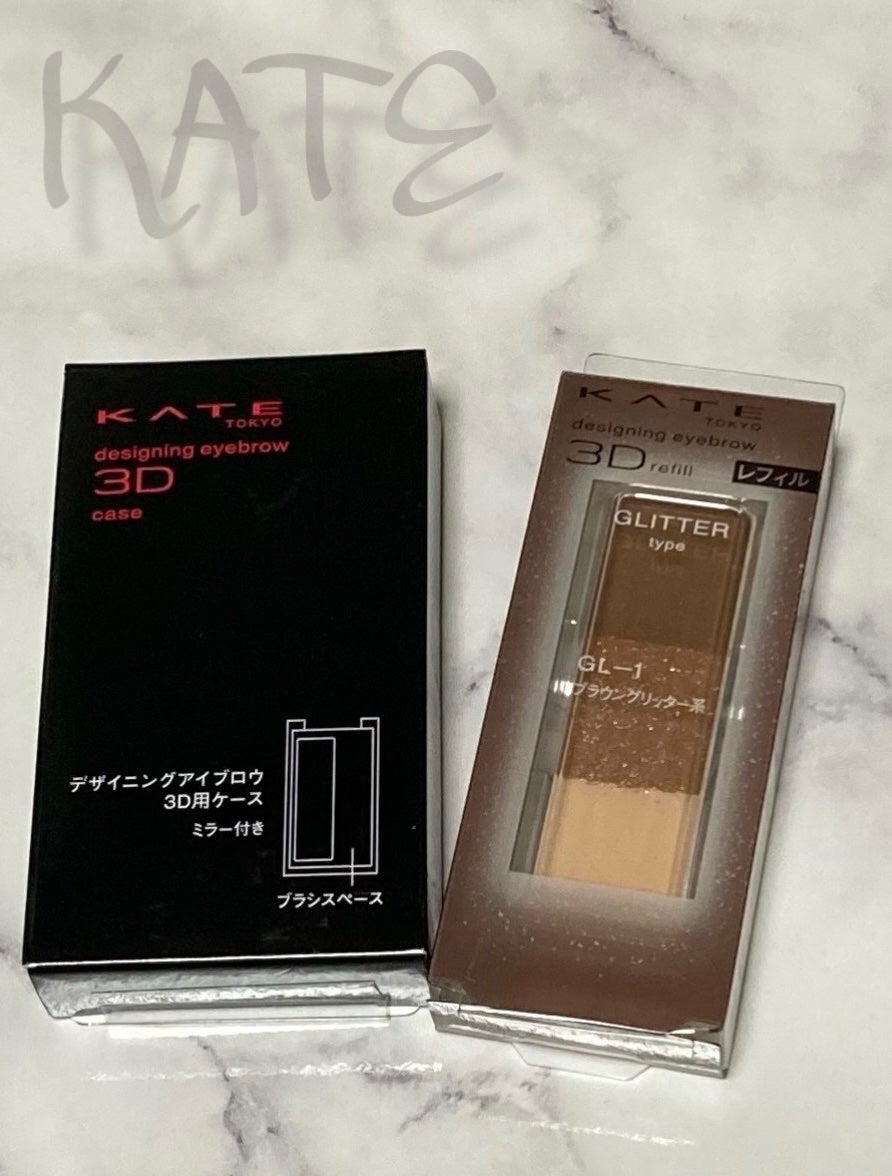 KATE
KATE
TOKYO
designing eyebrow
3D
case
デザイニングアイブロウ
3D用ケース
ミラー付き
ブラシスペース
KATE
TOKYO
designing eyebrow
3D refill
レフィル
GLITTER
type
GL-1
ブラウングリッター系